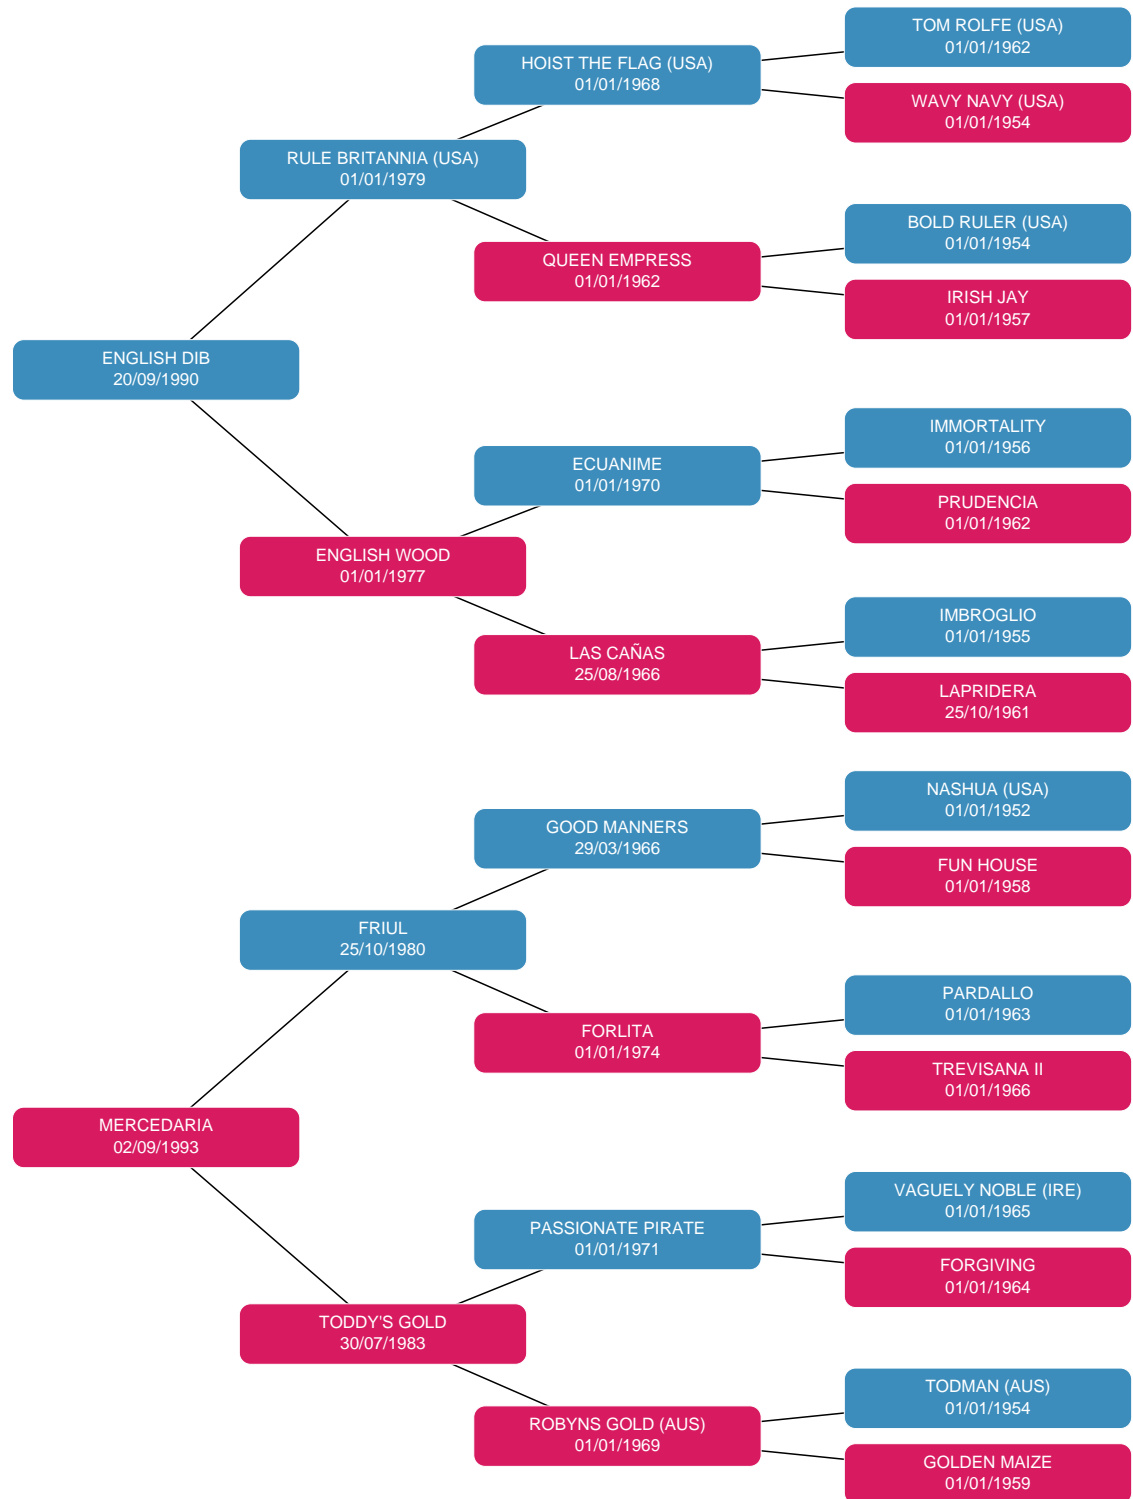 TOM ROLFE (USA)
01/01/1962
HOIST THE FLAG (USA)
01/01/1968
WAVY NAVY (USA)
01/01/1954
RULE BRITANNIA (USA)
01/01/1979
BOLD RULER (USA)
01/01/1954
QUEEN EMPRESS
01/01/1962
IRISH JAY
01/01/1957
ENGLISH DIB
20/09/1990
IMMORTALITY
01/01/1956
ECUANIME
01/01/1970
PRUDENCIA
01/01/1962
ENGLISH WOOD
01/01/1977
IMBROGLIO
01/01/1955
LAS CAÑAS
25/08/1966
LAPRIDERA
25/10/1961
NASHUA (USA)
01/01/1952
GOOD MANNERS
29/03/1966
FUN HOUSE
01/01/1958
FRIUL
25/10/1980
PARDALLO
01/01/1963
FORLITA
01/01/1974
TREVISANA II
01/01/1966
MERCEDARIA
02/09/1993
VAGUELY NOBLE (IRE)
01/01/1965
PASSIONATE PIRATE
01/01/1971
FORGIVING
01/01/1964
TODDY'S GOLD
30/07/1983
TODMAN (AUS)
01/01/1954
ROBYNS GOLD (AUS)
01/01/1969
GOLDEN MAIZE
01/01/1959